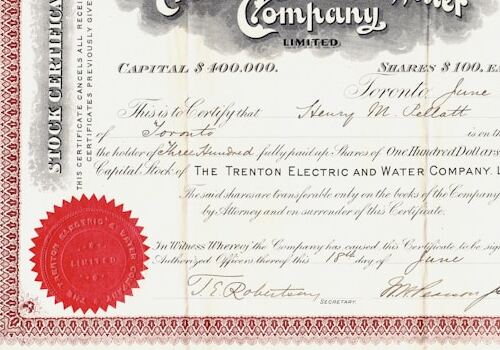 Company
LIMITED
CAPITAL $400.000. SHARES $100. EA
Toronto, June
This is to Certify that Henry M. Pellatt
of Toronto is on th
the holder of Three Hundred fully paid up Shares of One Hundred Dollars
Capital Stock of THE TRENTON ELECTRIC AND WATER COMPANY. L
The said shares are transferable only on the books of the Company
by Attorney and on surrender of this Certificate.
In Witness Whereof the Company has caused this Certificate to be sig
Authorized Officers thereof this 18th day of June
T. E. Robertson
SECRETARY.
STOCK CERTIFICA
THIS CERTIFICATE CANCELS ALL RECEI
CERTIFICATES PREVIOUSLY GIVE
THE TRENTON ELECTRIC & WATER COMPANY
LIMITED